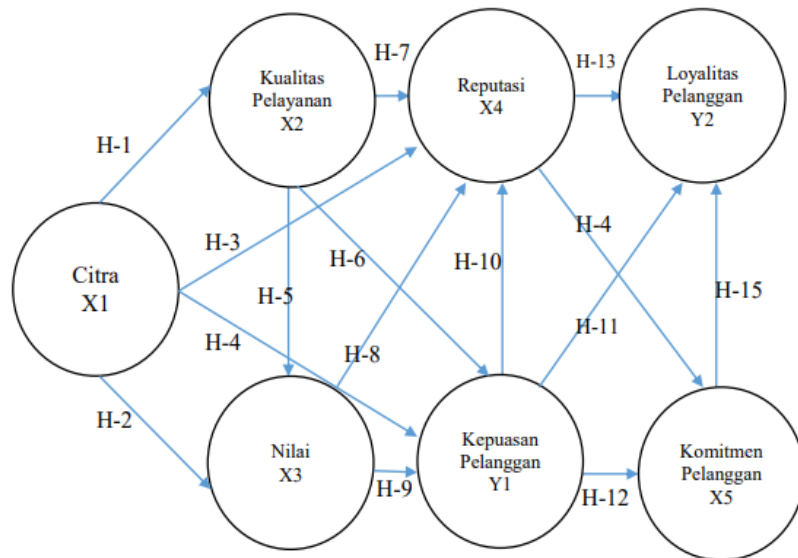 H-7
H-13
Kualitas
Pelayanan
X2
Reputasi
X4
Loyalitas
Pelanggan
Y2
H-1
H-3
H-6
H-10
H-4
H-5
H-15
Citra
X1
H-4
H-8
H-11
H-2
Nilai
X3
Kepuasan
Pelanggan
Y1
Komitmen
Pelanggan
X5
H-9
H-12